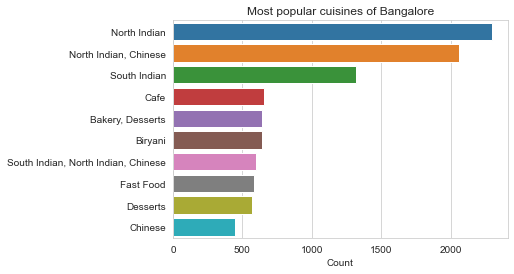 Most popular cuisines of Bangalore
North Indian
North Indian, Chinese
South Indian
Cafe
Bakery, Desserts
Biryani
South Indian, North Indian, Chinese
Fast Food
Desserts
Chinese
0 500 1000 1500 2000
Count